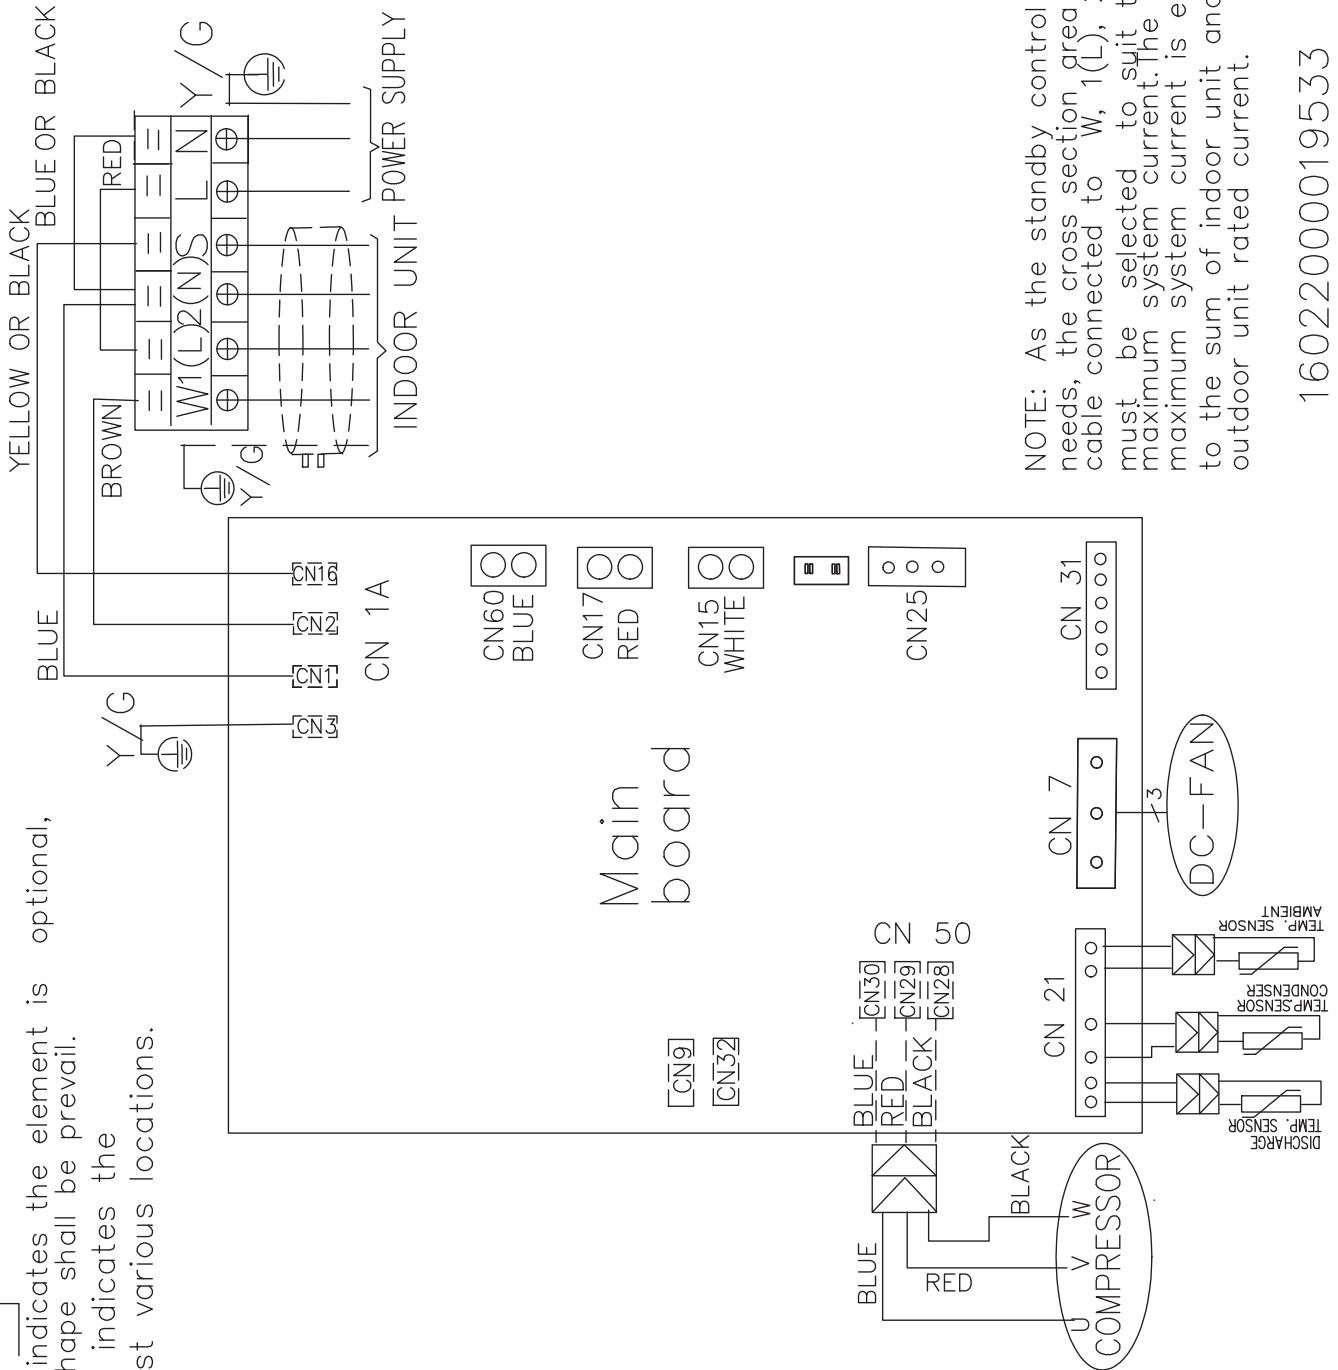 indicates the element is optional,
hape shall be prevail.
indicates the
st various locations.
YELLOW OR BLACK
BLUE OR BLACK
RED
BROWN
BLUE
Y/G
W 1(L) 2(N) S L N
Y/G
Y/G
INDOOR UNIT
POWER SUPPLY
CN16
CN2
CN1
CN3
CN 1A
CN60
BLUE
CN17
RED
CN15
WHITE
CN25
CN 31
Main
board
CN 7
3
DC-FAN
CN 50
CN30
CN29
CN28
CN9
CN32
BLUE
RED
BLACK
CN 21
TEMP. SENSOR
AMBIENT
TEMP.SENSOR
CONDENSER
TEMP. SENSOR
DISCHARGE
BLUE
RED
BLACK
U V W
COMPRESSOR
NOTE: As the standby control
needs, the cross section area
cable connected to W, 1(L),
must be selected to suit
maximum system current.The
maximum system current is
to the sum of indoor unit
outdoor unit rated current.
16022000019533